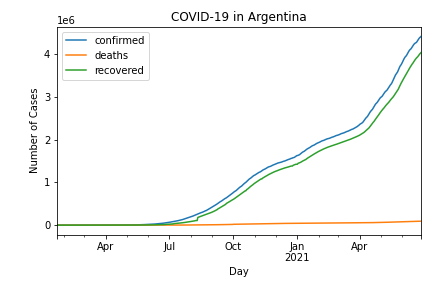 COVID-19 in Argentina
1e6
confirmed
deaths
recovered
4
3
2
1
0
Number of Cases
Apr
Jul
Oct
Jan
2021
Apr
Day